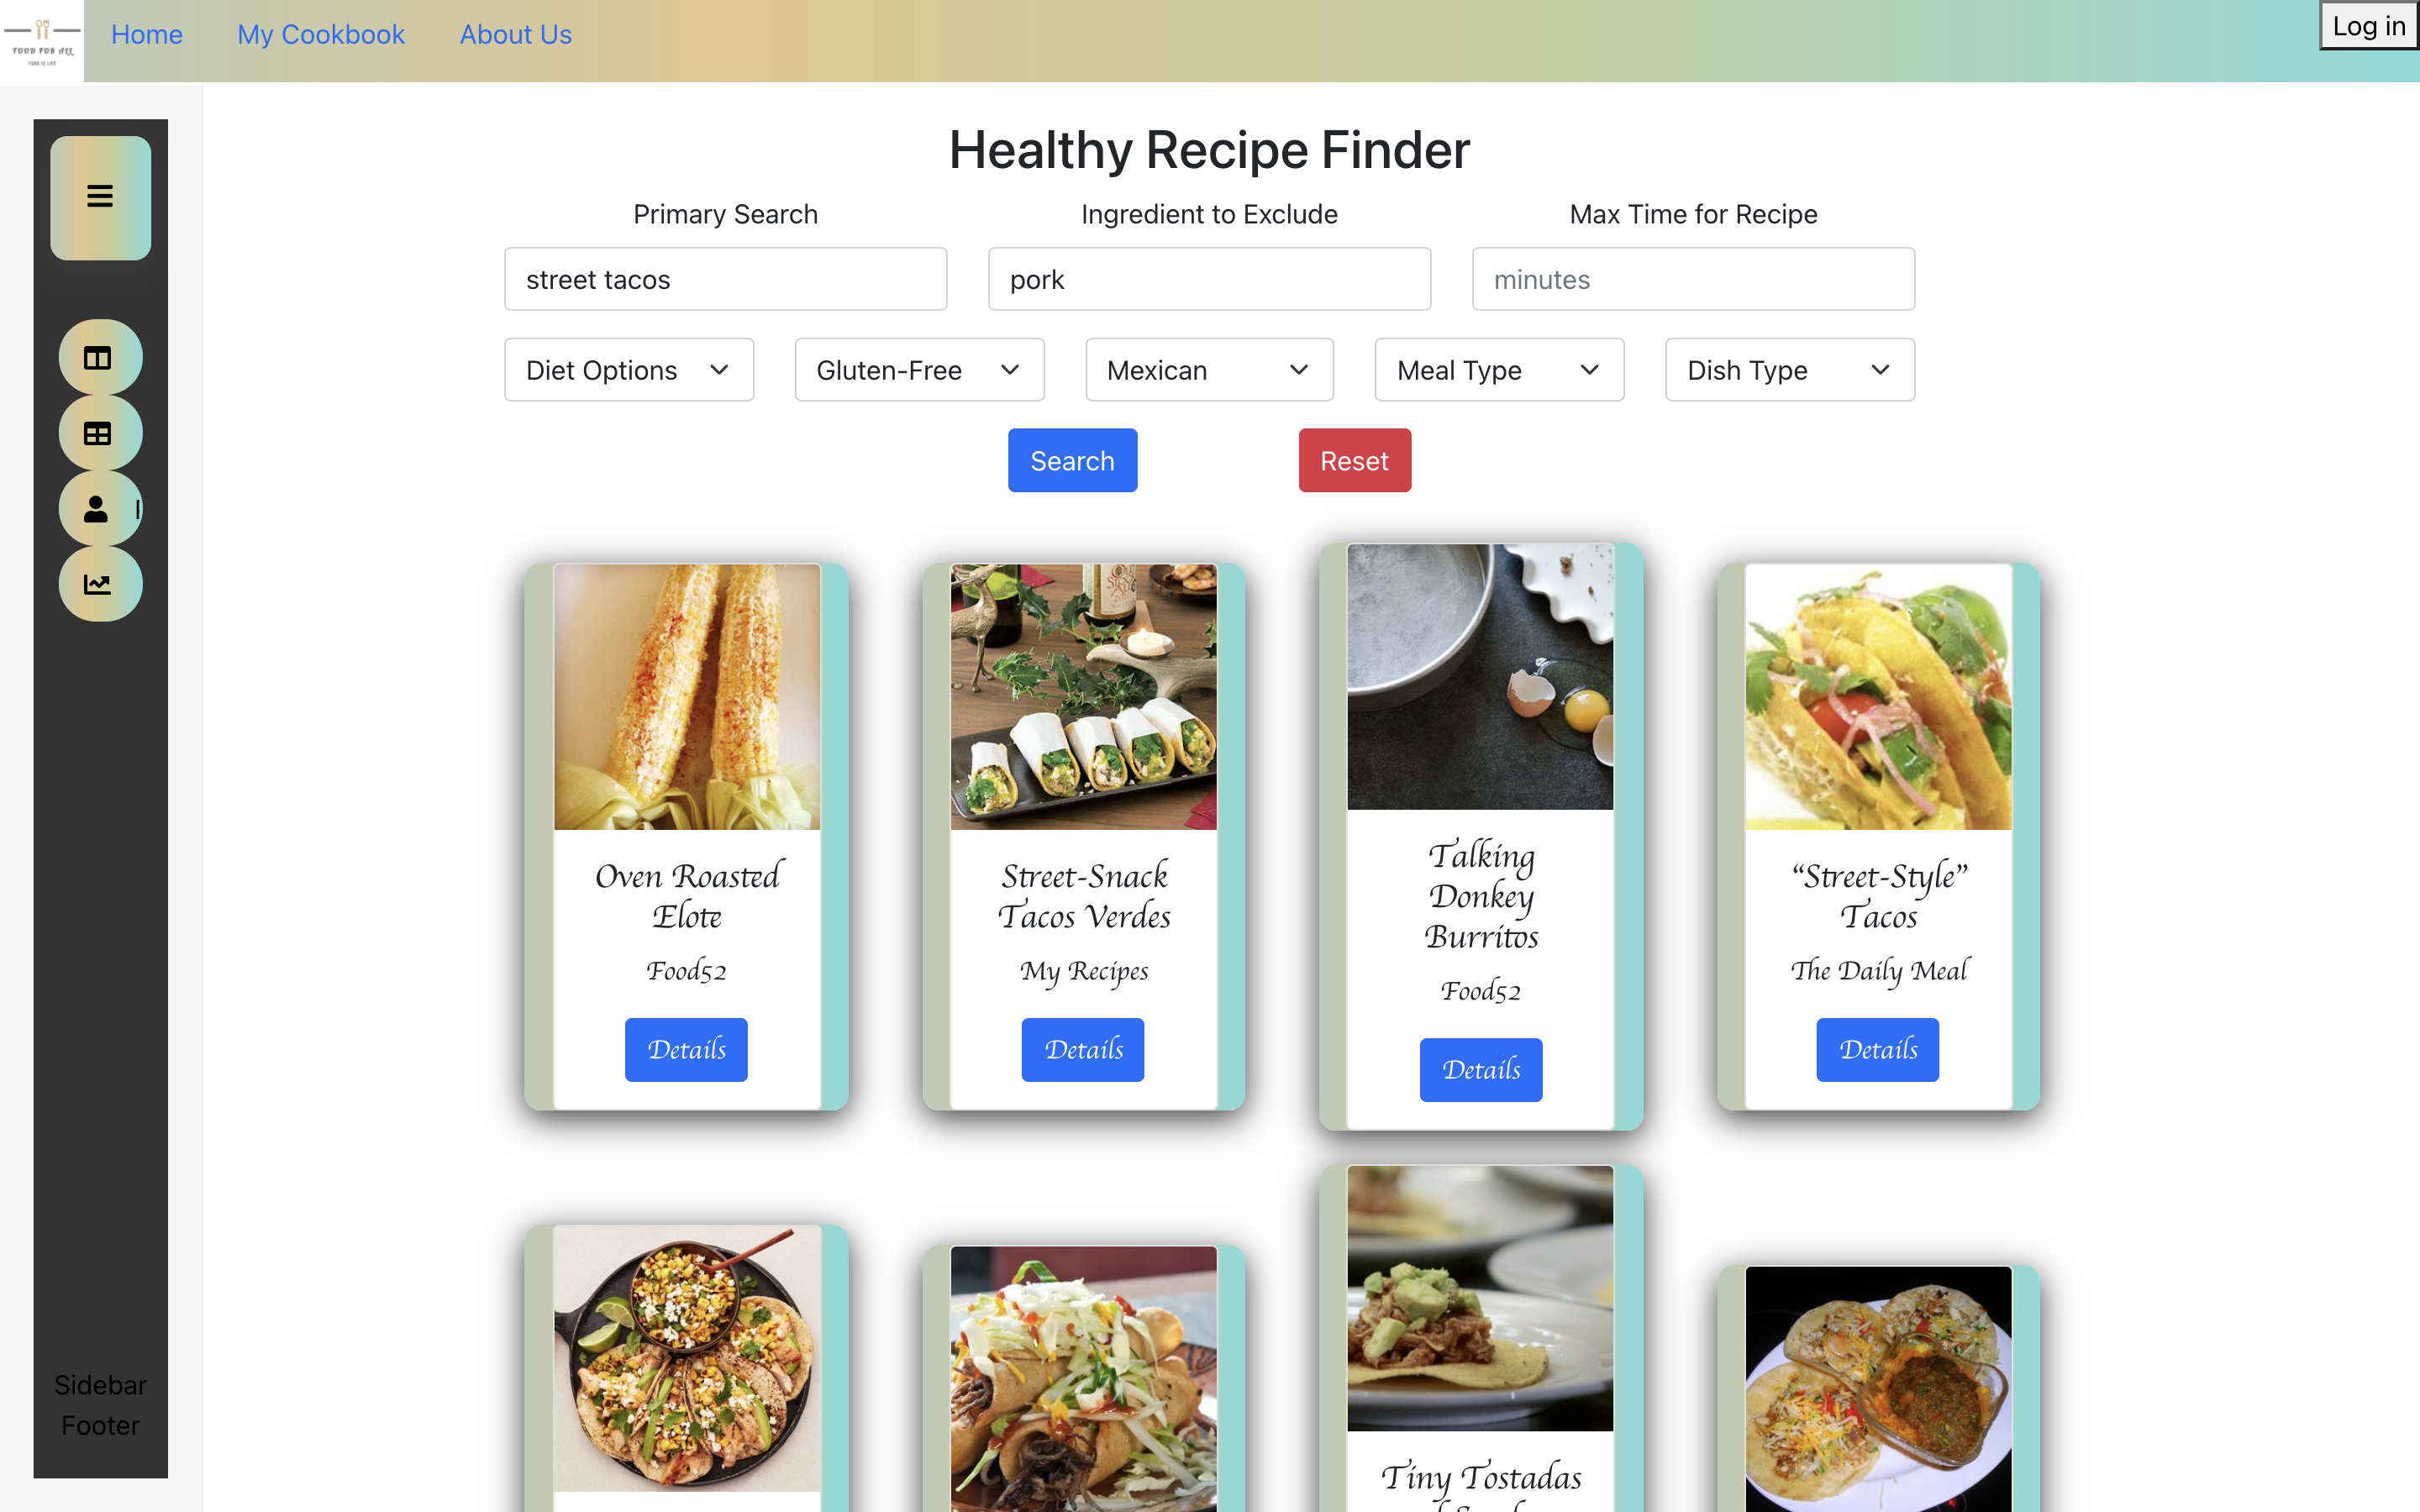 FOOD FOR ALL
FOOD IS LIFE
Home
My Cookbook
About Us
Log in
Healthy Recipe Finder
Primary Search
Ingredient to Exclude
Max Time for Recipe
street tacos
pork
minutes
Diet Options
Gluten-Free
Mexican
Meal Type
Dish Type
Search
Reset
Oven Roasted
Elote
Food52
Details
Street-Snack
Tacos Verdes
My Recipes
Details
Talking
Donkey
Burritos
Food52
Details
“Street-Style”
Tacos
The Daily Meal
Details
Tiny Tostadas
Sidebar
Footer